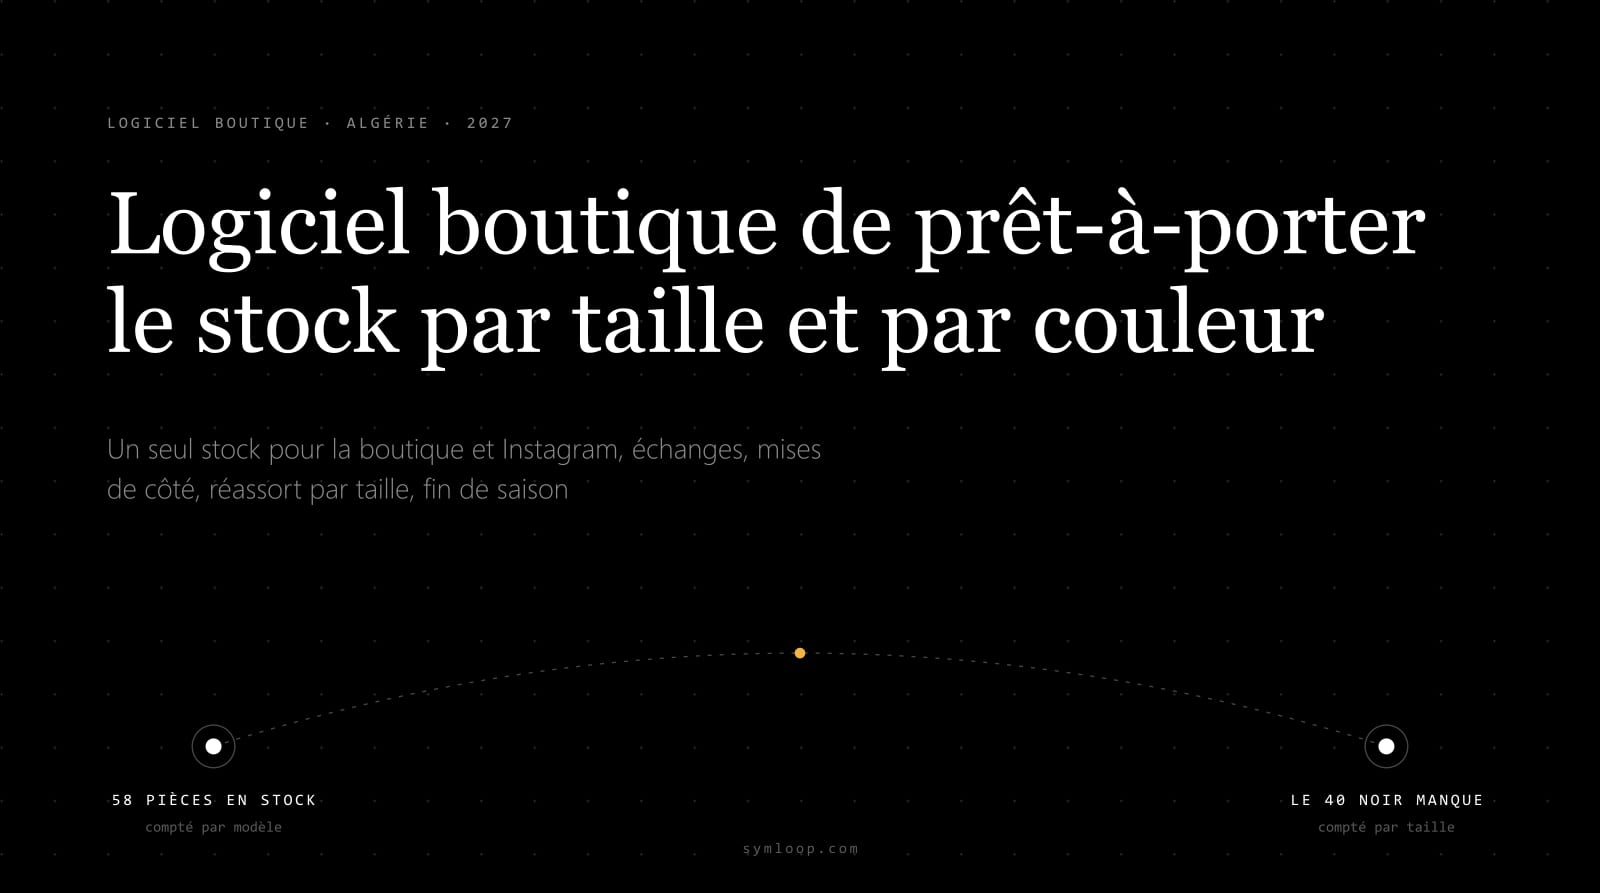 LOGICIEL BOUTIQUE · ALGÉRIE · 2027
Logiciel boutique de prêt-à-porter
le stock par taille et par couleur
Un seul stock pour la boutique et Instagram, échanges, mises
de côté, réassort par taille, fin de saison
58 PIÈCES EN STOCK
compté par modèle
LE 40 NOIR MANQUE
compté par taille
symloop.com